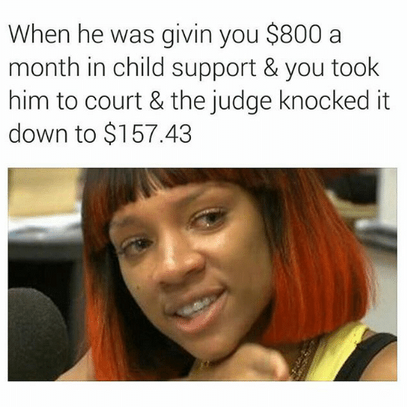 When he was givin you $800 a
month in child support & you took
him to court & the judge knocked it
down to $157.43